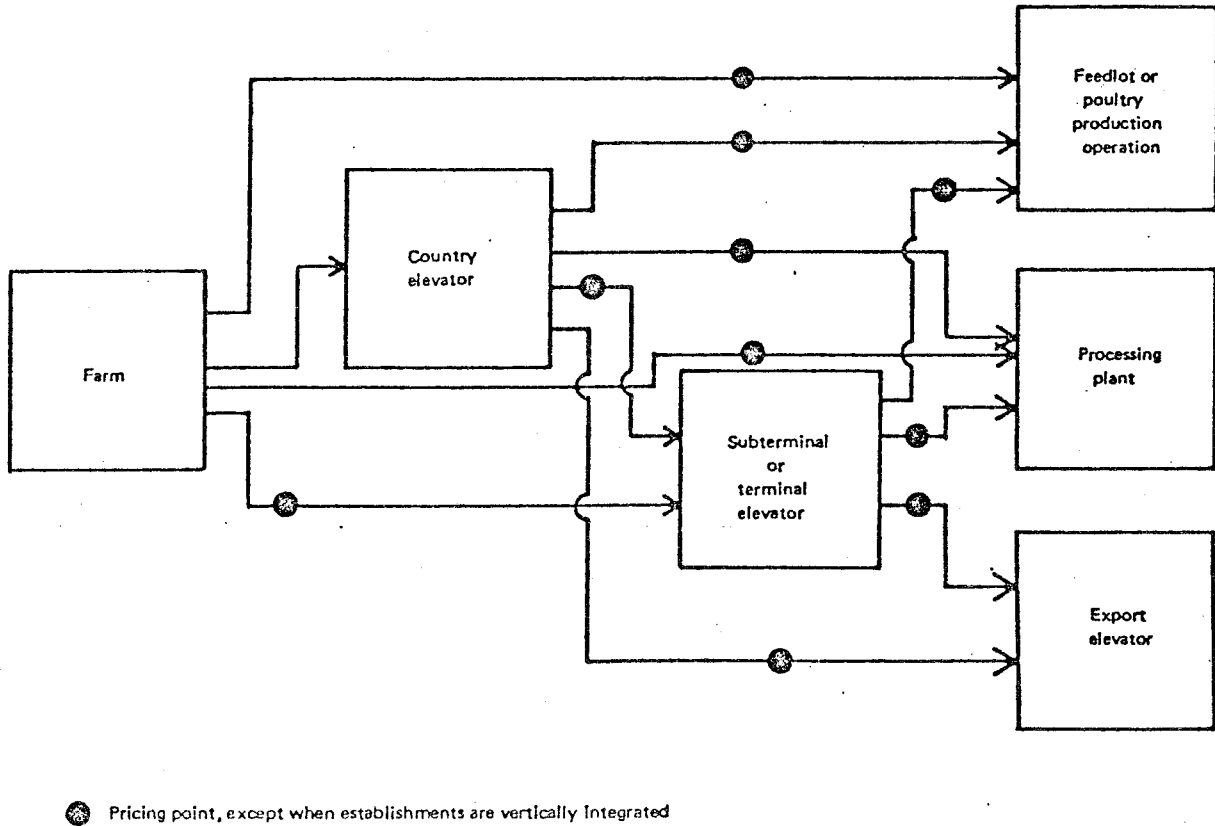 Feedlot or
poultry
production
operation
Country
elevator
Farm
Processing
plant
Subterminal
or
terminal
elevator
Export
elevator
Pricing point, except when establishments are vertically integrated